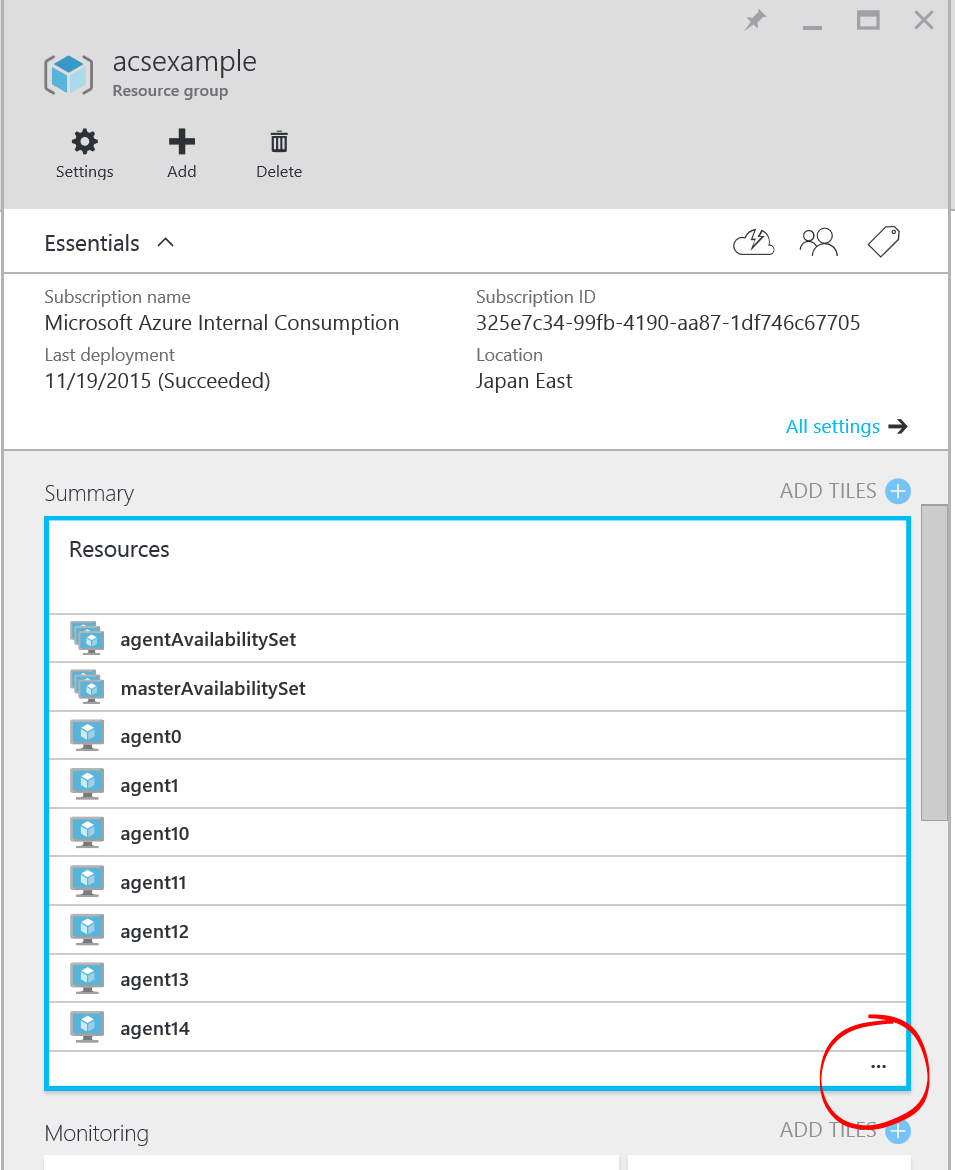 acsexample
Resource group
Settings Add Delete
Essentials
Subscription name Subscription ID
Microsoft Azure Internal Consumption 325e7c34-99fb-4190-aa87-1df746c67705
Last deployment Location
11/19/2015 (Succeeded) Japan East
All settings
Summary ADD TILES
Resources
agentAvailabilitySet
masterAvailabilitySet
agent0
agent1
agent10
agent11
agent12
agent13
agent14
...
Monitoring ADD TILES